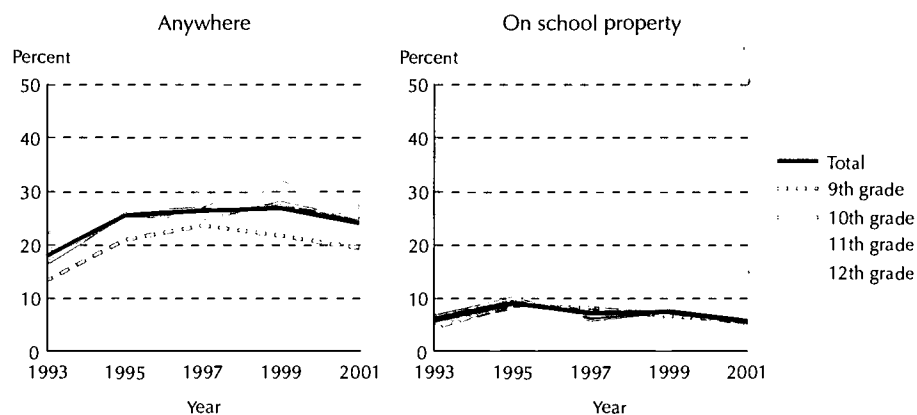 Anywhere
On school property
Percent
50
40
30
20
10
0
1993
1995
1997
1999
2001
Year
Percent
50
40
30
20
10
0
1993
1995
1997
1999
2001
Year
Total
9th grade
10th grade
11th grade
12th grade